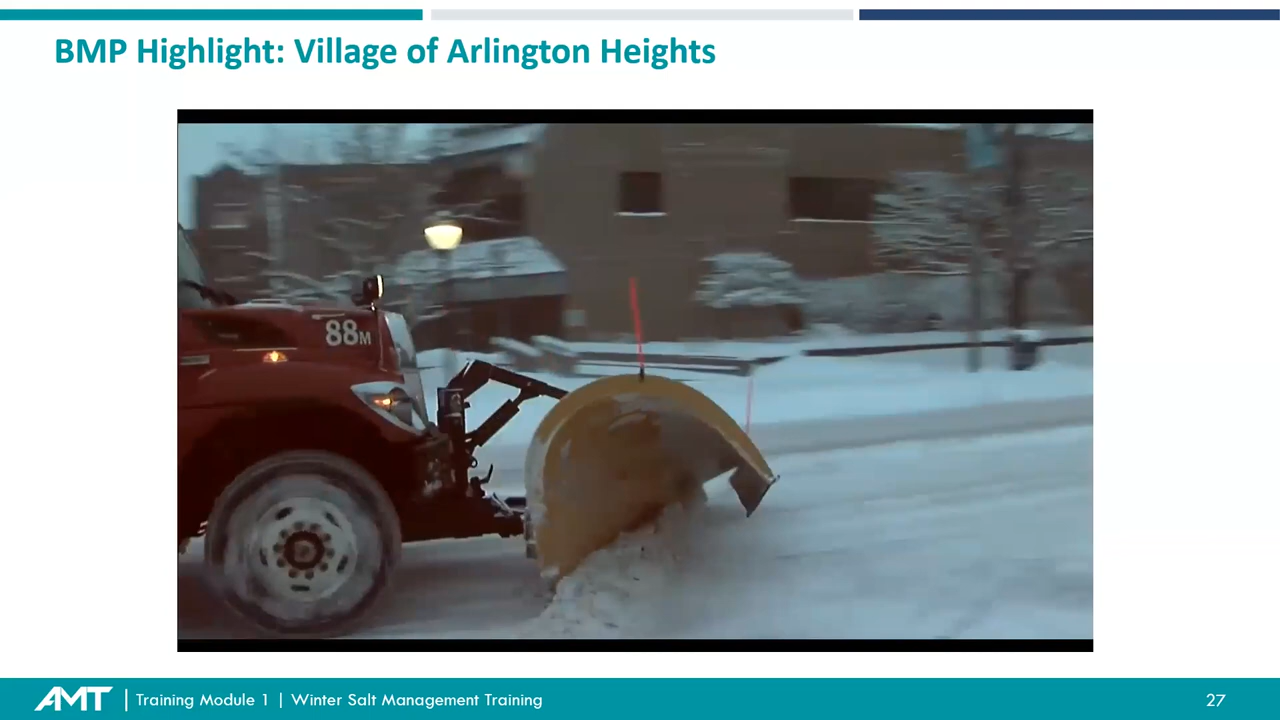 BMP Highlight: Village of Arlington Heights
88M
AMT | Training Module 1 | Winter Salt Management Training
27